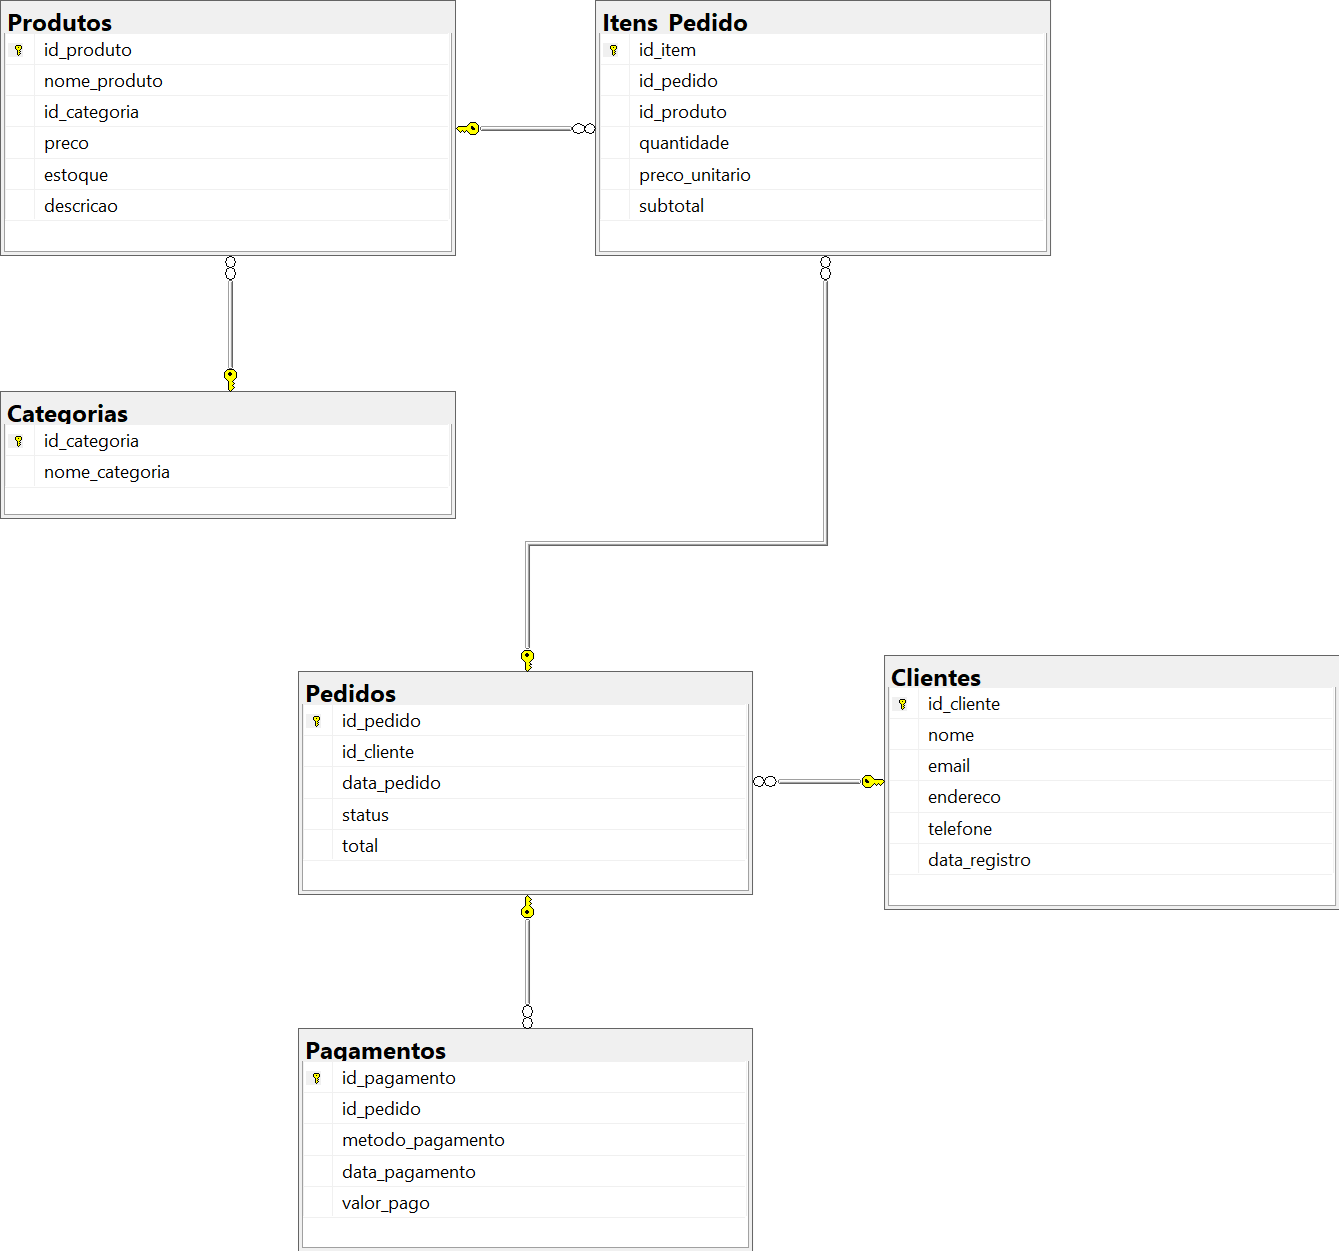 Produtos
id_produto
nome_produto
id_categoria
preco
estoque
descricao
Itens_Pedido
id_item
id_pedido
id_produto
quantidade
preco_unitario
subtotal
Categorias
id_categoria
nome_categoria
Pedidos
id_pedido
id_cliente
data_pedido
status
total
Clientes
id_cliente
nome
email
endereco
telefone
data_registro
Pagamentos
id_pagamento
id_pedido
metodo_pagamento
data_pagamento
valor_pago